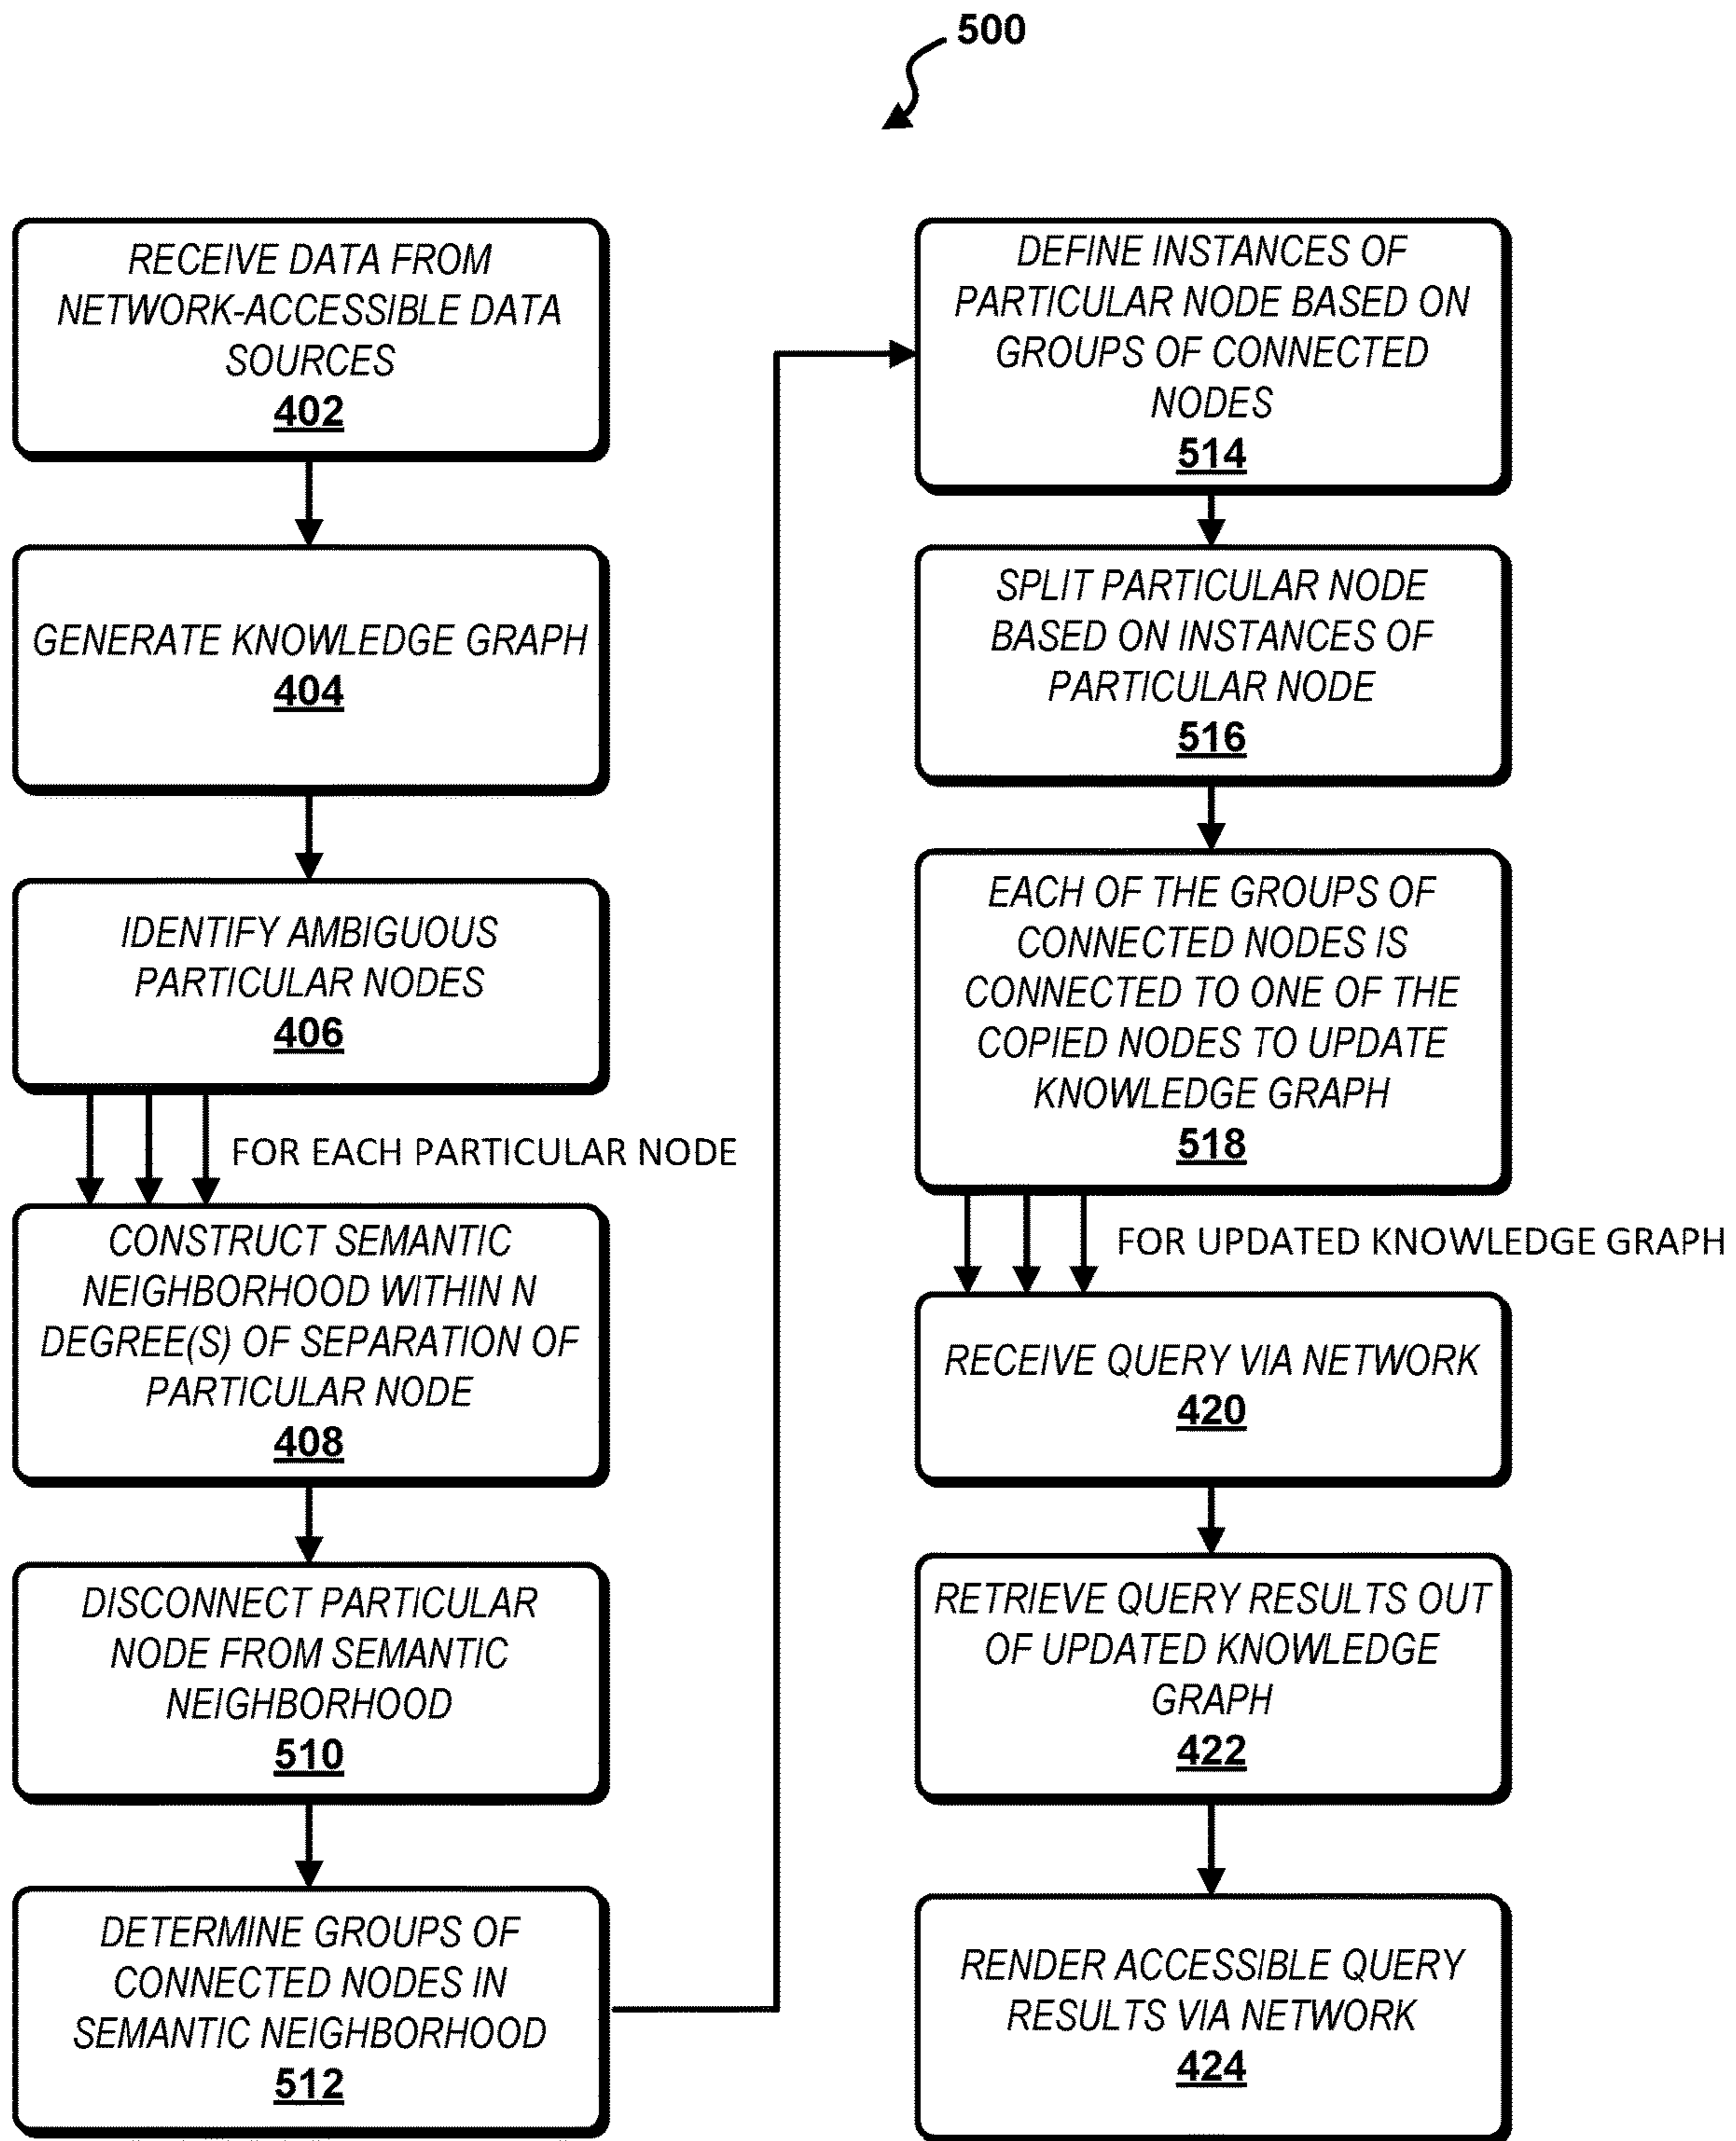 500
RECEIVE DATA FROM
NETWORK-ACCESSIBLE DATA
SOURCES
402
GENERATE KNOWLEDGE GRAPH
404
IDENTIFY AMBIGUOUS
PARTICULAR NODES
406
FOR EACH PARTICULAR NODE
CONSTRUCT SEMANTIC
NEIGHBORHOOD WITHIN N
DEGREE(S) OF SEPARATION OF
PARTICULAR NODE
408
DISCONNECT PARTICULAR
NODE FROM SEMANTIC
NEIGHBORHOOD
510
DETERMINE GROUPS OF
CONNECTED NODES IN
SEMANTIC NEIGHBORHOOD
512
DEFINE INSTANCES OF
PARTICULAR NODE BASED ON
GROUPS OF CONNECTED
NODES
514
SPLIT PARTICULAR NODE
BASED ON INSTANCES OF
PARTICULAR NODE
516
EACH OF THE GROUPS OF
CONNECTED NODES IS
CONNECTED TO ONE OF THE
COPIED NODES TO UPDATE
KNOWLEDGE GRAPH
518
FOR UPDATED KNOWLEDGE GRAPH
RECEIVE QUERY VIA NETWORK
420
RETRIEVE QUERY RESULTS OUT
OF UPDATED KNOWLEDGE
GRAPH
422
RENDER ACCESSIBLE QUERY
RESULTS VIA NETWORK
424